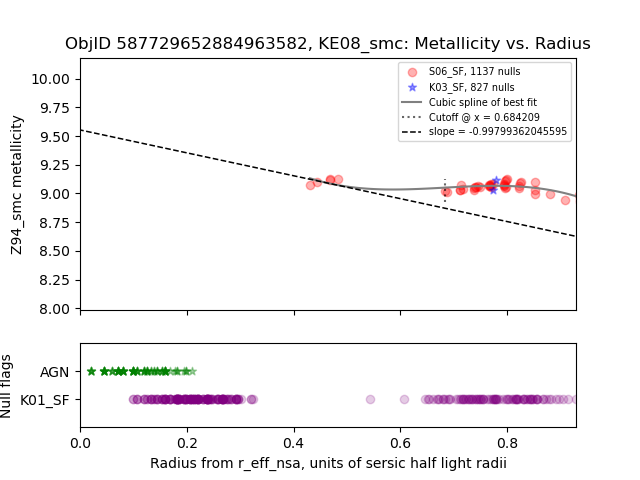 ObjID 587729652884963582, KE08_smc: Metallicity vs. Radius
S06_SF, 1137 nulls
K03_SF, 827 nulls
Cubic spline of best fit
Cutoff @ x = 0.684209
slope = -0.99799362045595
Z94_smc metallicity
10.00
9.75
9.50
9.25
9.00
8.75
8.50
8.25
8.00
Null flags
AGN
K01_SF
0.0 0.2 0.4 0.6 0.8
Radius from r_eff_nsa, units of sersic half light radii